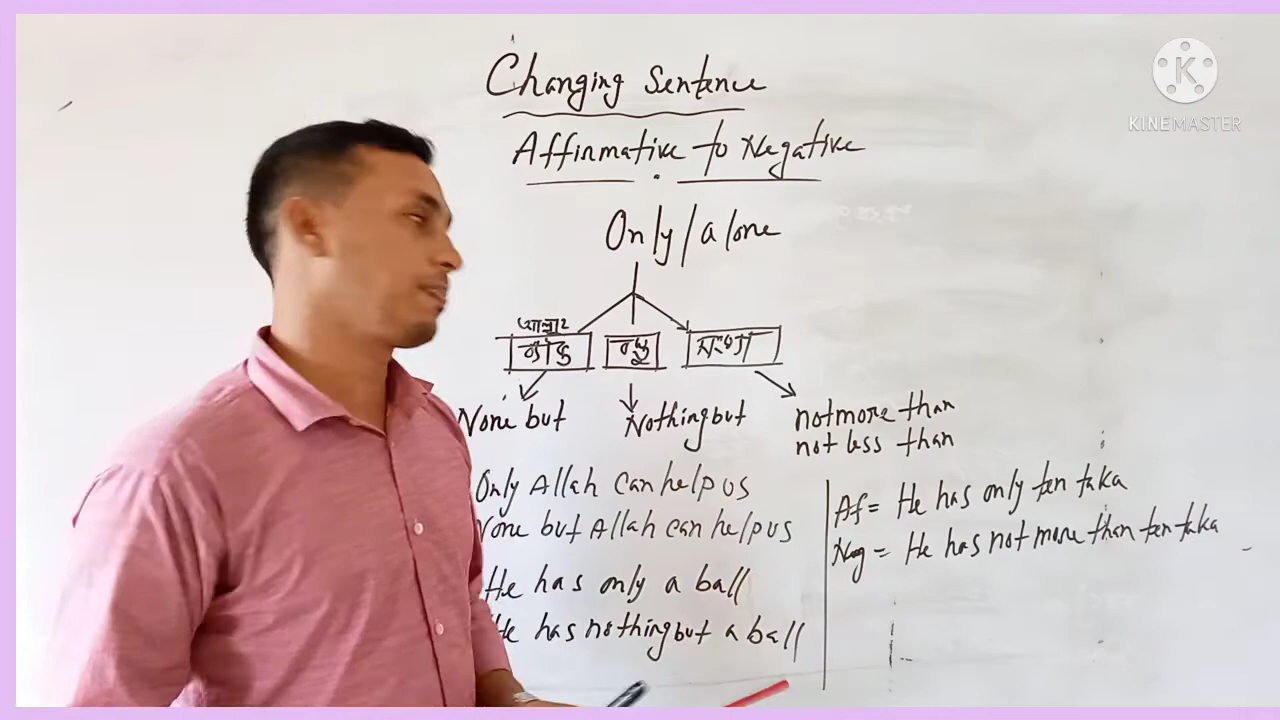 Changing Sentence
Affirmative to Negative
Only/alone
আল্লাহ
ব্যক্তি বস্তু সংখ্যা
None but Nothing but not more than
not less than
Only Allah can help us
None but Allah can help us
He has only a ball
He has nothing but a ball
Af = He has only ten taka
Neg = He has not more than ten taka
KINEMASTER